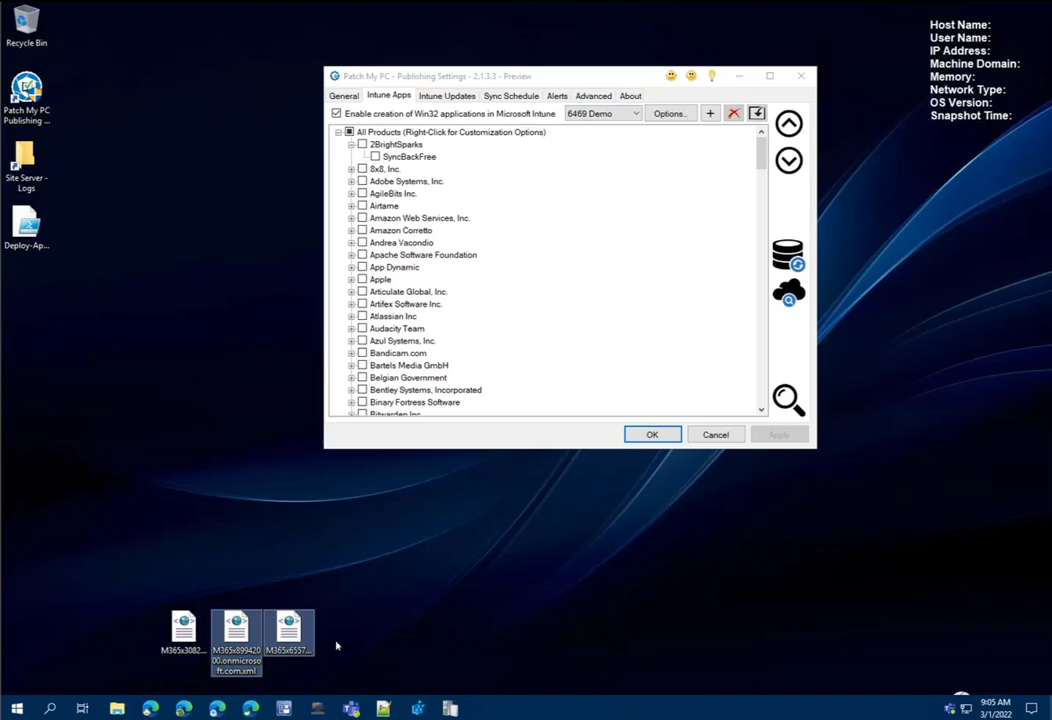 Recycle Bin
Patch My PC
Publishing ...
Site Server -
Logs
Deploy-Ap...
Host Name:
User Name:
IP Address:
Machine Domain:
Memory:
Network Type:
OS Version:
Snapshot Time:
Patch My PC - Publishing Settings - 2.1.3.3 - Preview
General Intune Apps Intune Updates Sync Schedule Alerts Advanced About
Enable creation of Win32 applications in Microsoft Intune 6469 Demo Options..
All Products (Right-Click for Customization Options)
2BrightSparks
SyncBackFree
8x8, Inc.
Adobe Systems, Inc.
AgileBits Inc.
Airtame
Amazon Web Services, Inc.
Amazon Corretto
Andrea Vacondio
Apache Software Foundation
App Dynamic
Apple
Articulate Global, Inc.
Artifex Software Inc.
Atlassian Inc
Audacity Team
Azul Systems, Inc.
Bandicam.com
Bartels Media GmbH
Belgian Government
Bentley Systems, Incorporated
Binary Fortress Software
Bitwarden Inc
OK Cancel Apply
M365x3082...
M365x899420
00.onmicroso
ft.com.xml
M365x6557...
9:05 AM
3/1/2022